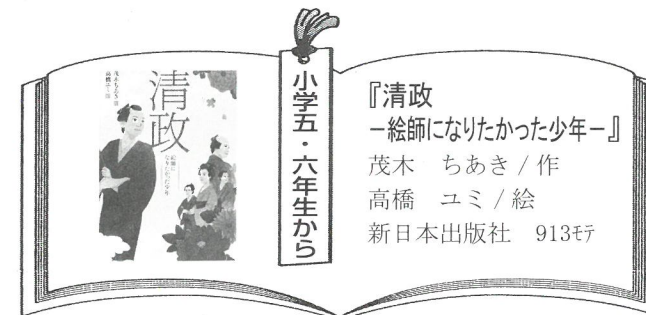 清政
絵師に
なりたかった少年
茂木ちあき 作
高橋ユミ 絵
小学五・六年生から
『清政
－絵師になりたかった少年－』
茂木　ちあき / 作
高橋　ユミ / 絵
新日本出版社　913ﾓﾃ